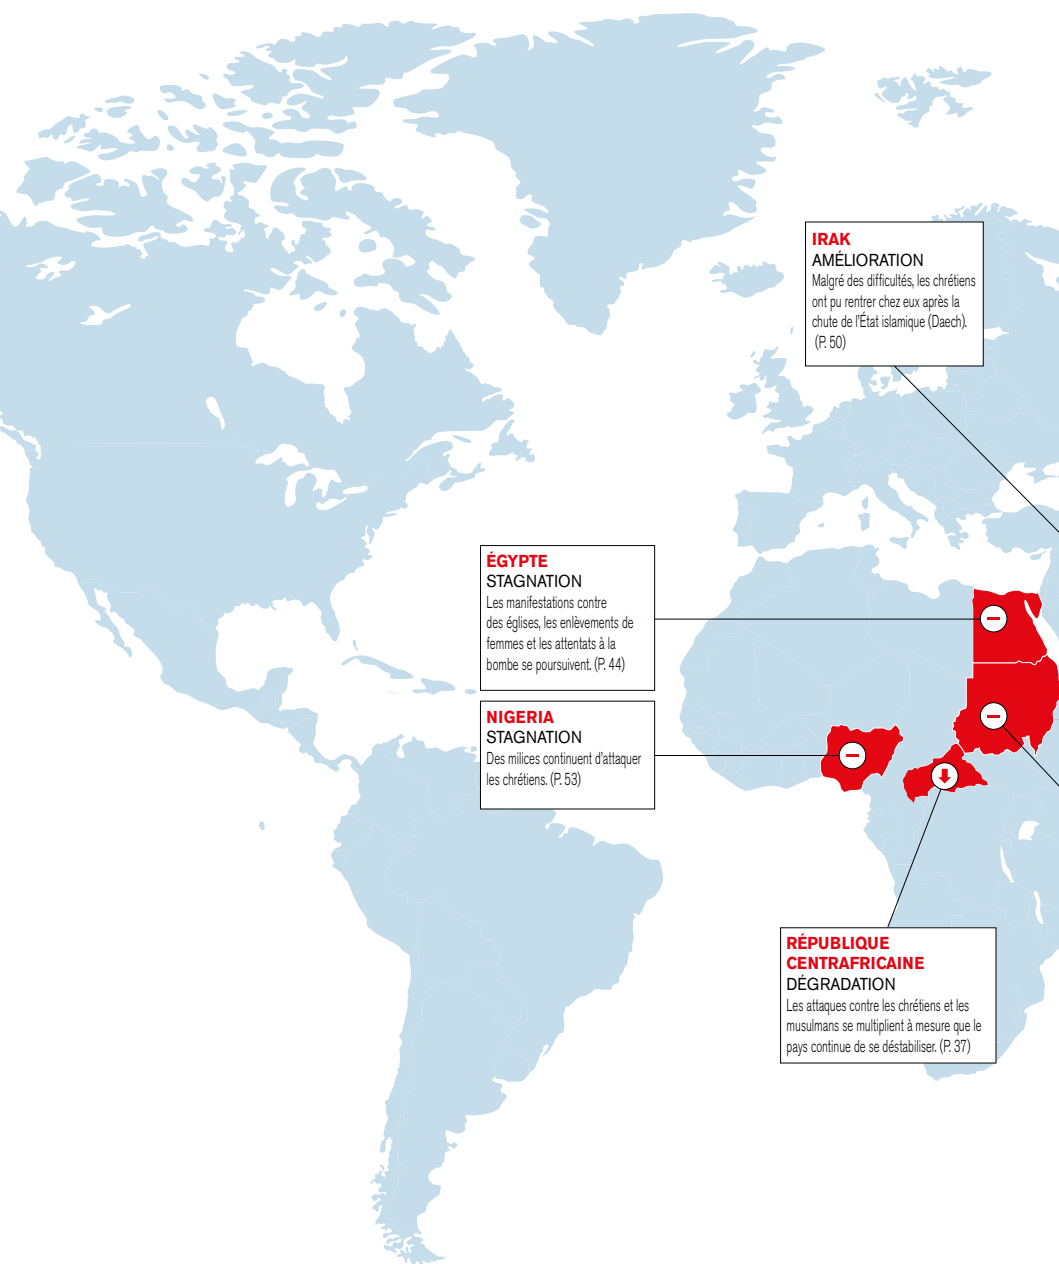 IRAK
AMÉLIORATION
Malgré des difficultés, les chrétiens
ont pu rentrer chez eux après la
chute de l'État islamique (Daech).
(P. 50)
ÉGYPTE
STAGNATION
Les manifestations contre
des églises, les enlèvements de
femmes et les attentats à la
bombe se poursuivent. (P. 44)
NIGERIA
STAGNATION
Des milices continuent d'attaquer
les chrétiens. (P. 53)
RÉPUBLIQUE
CENTRAFRICAINE
DÉGRADATION
Les attaques contre les chrétiens et les
musulmans se multiplient à mesure que le
pays continue de se déstabiliser. (P. 37)